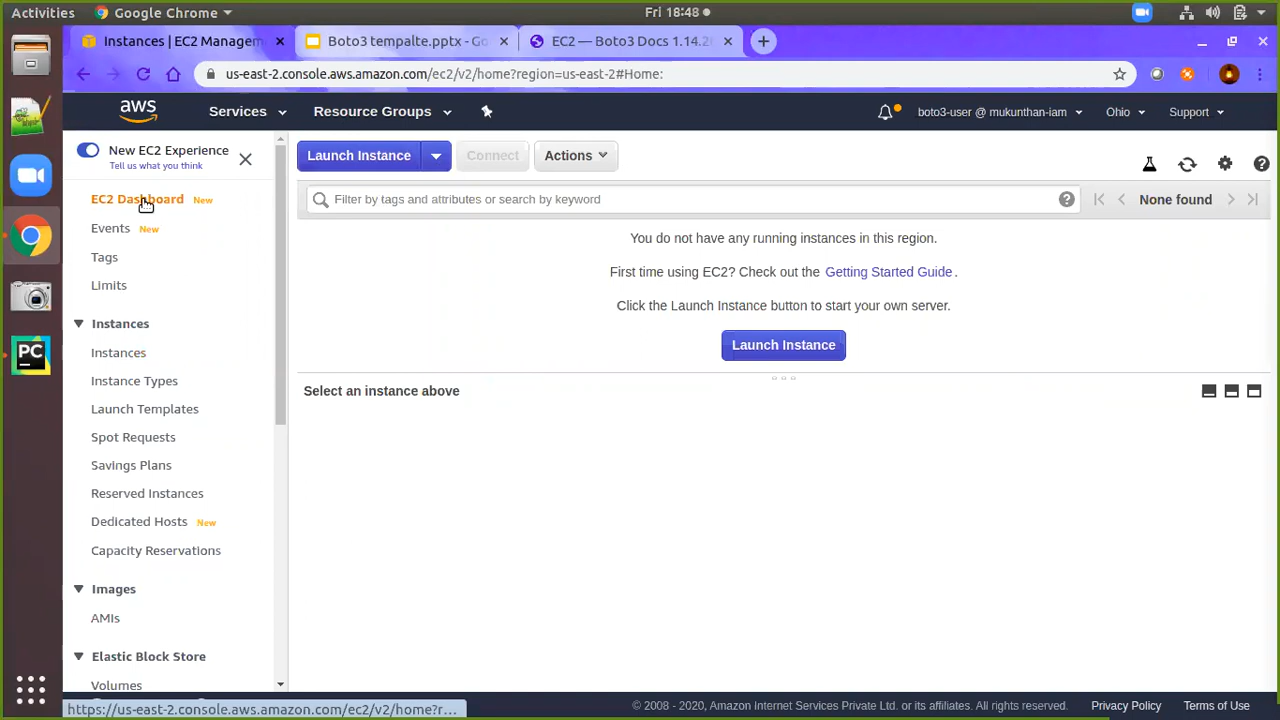 Activities Google Chrome Fri 18:48
Instances | EC2 Managem Boto3 tempalte.pptx - Go EC2 — Boto3 Docs 1.14.2
us-east-2.console.aws.amazon.com/ec2/v2/home?region=us-east-2#Home:
aws Services Resource Groups boto3-user @ mukunthan-iam Ohio Support
New EC2 Experience
Tell us what you think
Launch Instance Connect Actions
EC2 Dashboard New
Filter by tags and attributes or search by keyword
None found
Events New
Tags
Limits
Instances
Instances
Instance Types
Launch Templates
Spot Requests
Savings Plans
Reserved Instances
Dedicated Hosts New
Capacity Reservations
Images
AMIs
Elastic Block Store
Volumes
You do not have any running instances in this region.
First time using EC2? Check out the Getting Started Guide.
Click the Launch Instance button to start your own server.
Launch Instance
Select an instance above
PC
https://us-east-2.console.aws.amazon.com/ec2/v2/home?r...
© 2008 - 2020, Amazon Internet Services Private Ltd. or its affiliates. All rights reserved. Privacy Policy Terms of Use